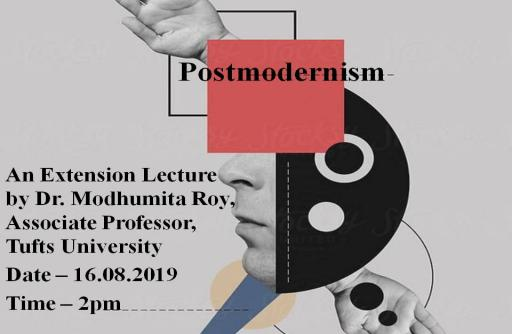 Postmodernism
An Extension Lecture
by Dr. Modhumita Roy,
Associate Professor,
Tufts University
Date – 16.08.2019
Time – 2pm